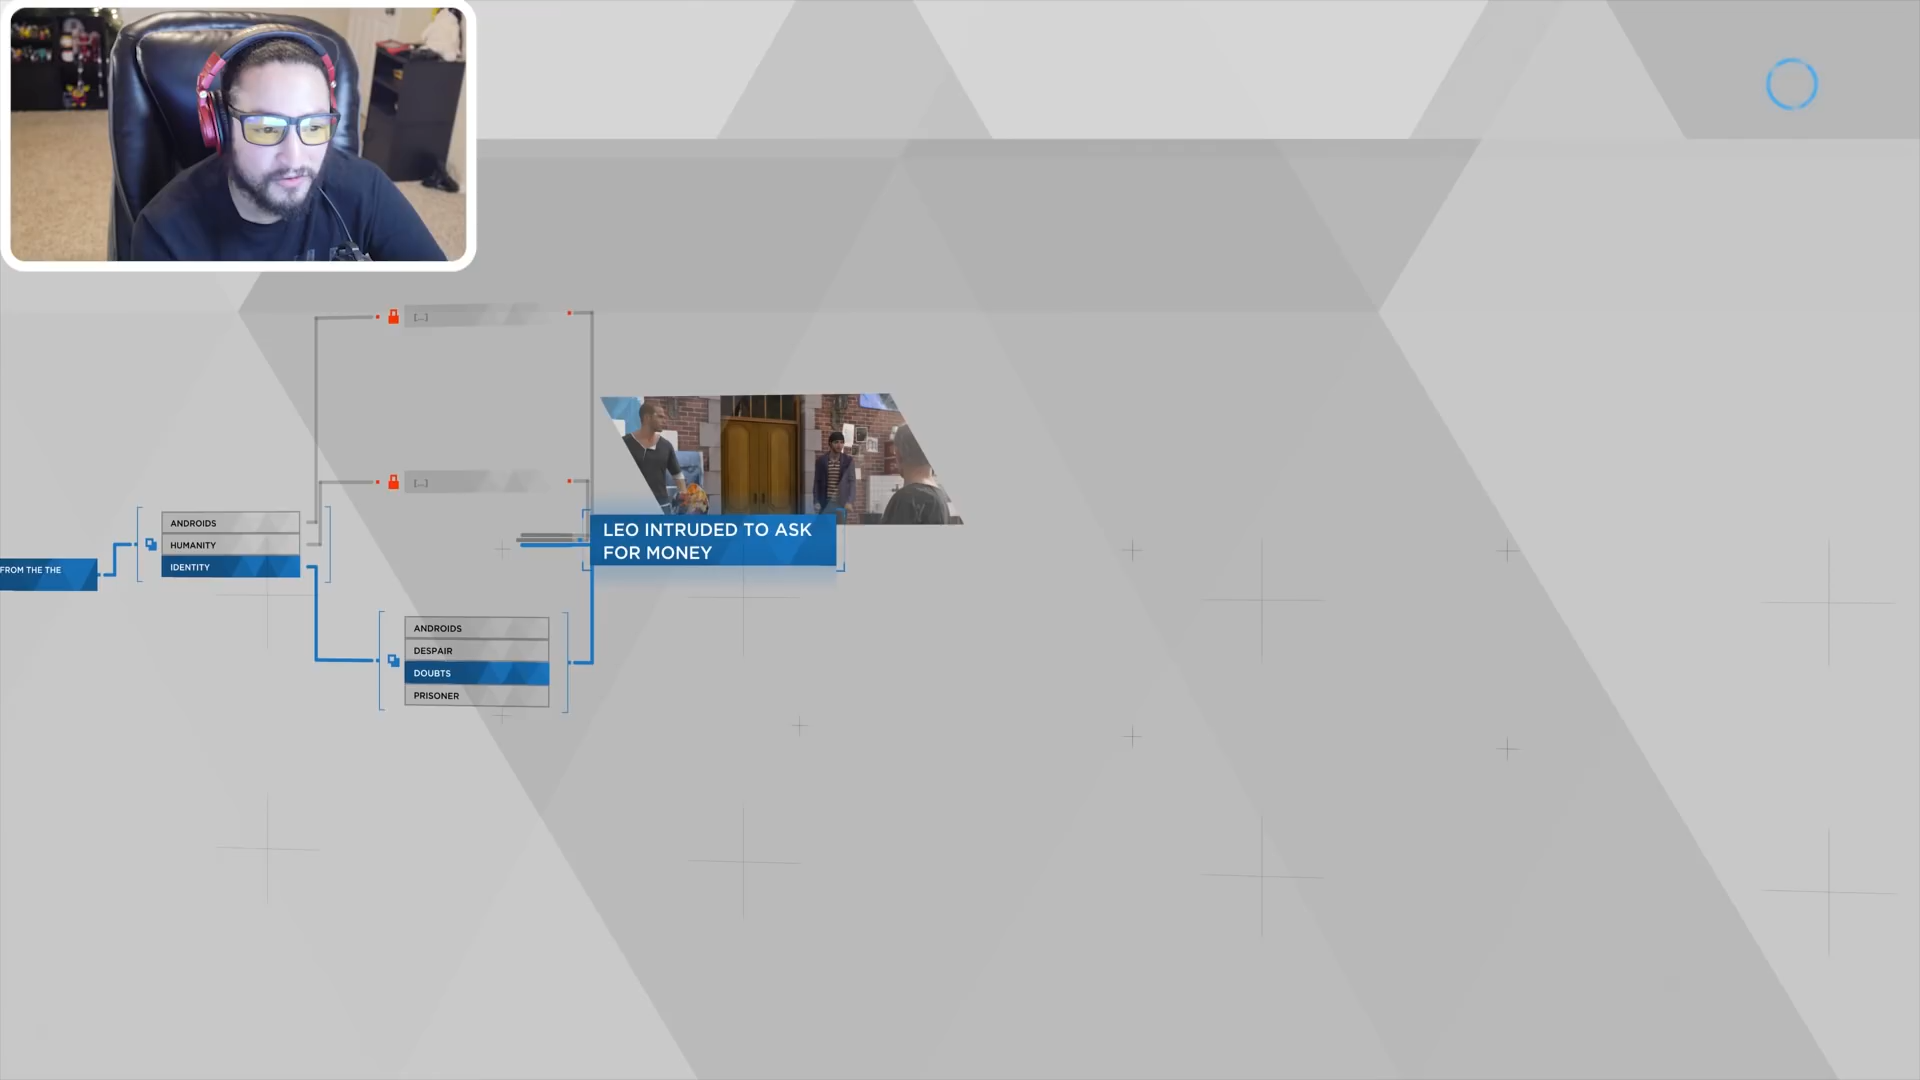 [...]
[...]
FROM THE THE
ANDROIDS
HUMANITY
IDENTITY
LEO INTRUDED TO ASK
FOR MONEY
ANDROIDS
DESPAIR
DOUBTS
PRISONER